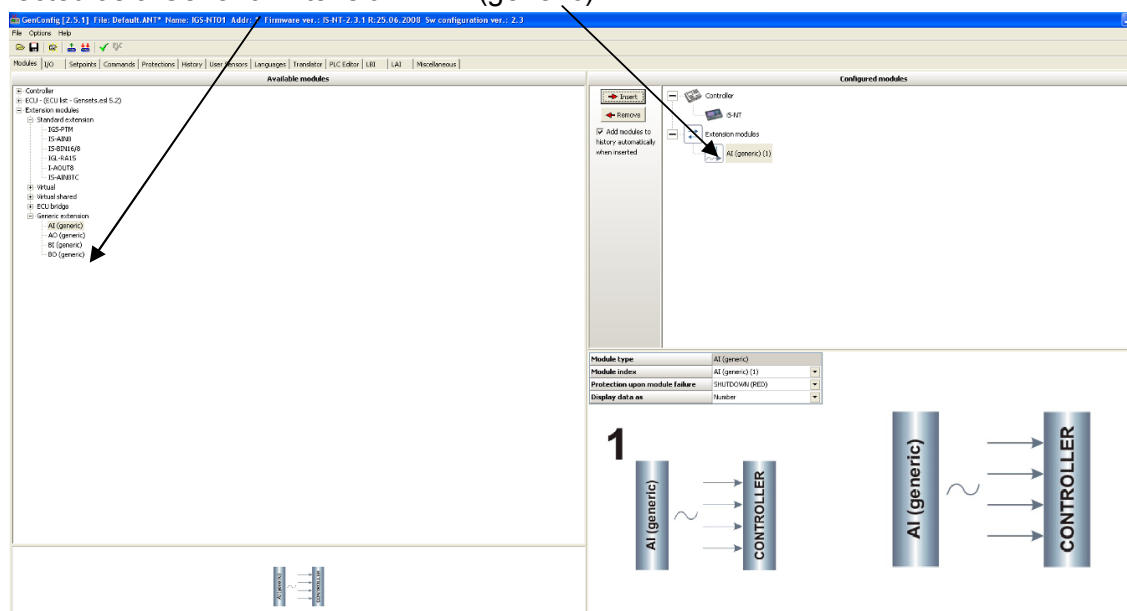 GenConfig [2.5.1] File: Default.ANT* Name: IGS-NT01 Addr: * Firmware ver.: IS-NT-2.3.1 R:25.06.2008 Sw configuration ver.: 2.3
File Options Help
Modules I/O Setpoints Commands Protections History User Sensors Languages Translator PLC Editor LBI LAI Miscellaneous
Available modules
Controller
ECU - (ECU list - Gensets.esl 5.2)
Extension modules
Standard extension
IGS-PTM
IS-AIN8
IS-BIN16/8
IGL-RA15
I-AOUT8
IS-AIN8TC
Virtual
Virtual shared
ECU bridge
Generic extension
AI (generic)
AO (generic)
BI (generic)
BO (generic)
AI (generic)
CONTROLLER
Configured modules
Insert
Remove
Add modules to
history automatically
when inserted
Controller
IS-NT
Extension modules
AI (generic) (1)
Module type AI (generic)
Module index AI (generic) (1)
Protection upon module failure SHUTDOWN (RED)
Display data as Number
1
AI (generic)
CONTROLLER
AI (generic)
CONTROLLER